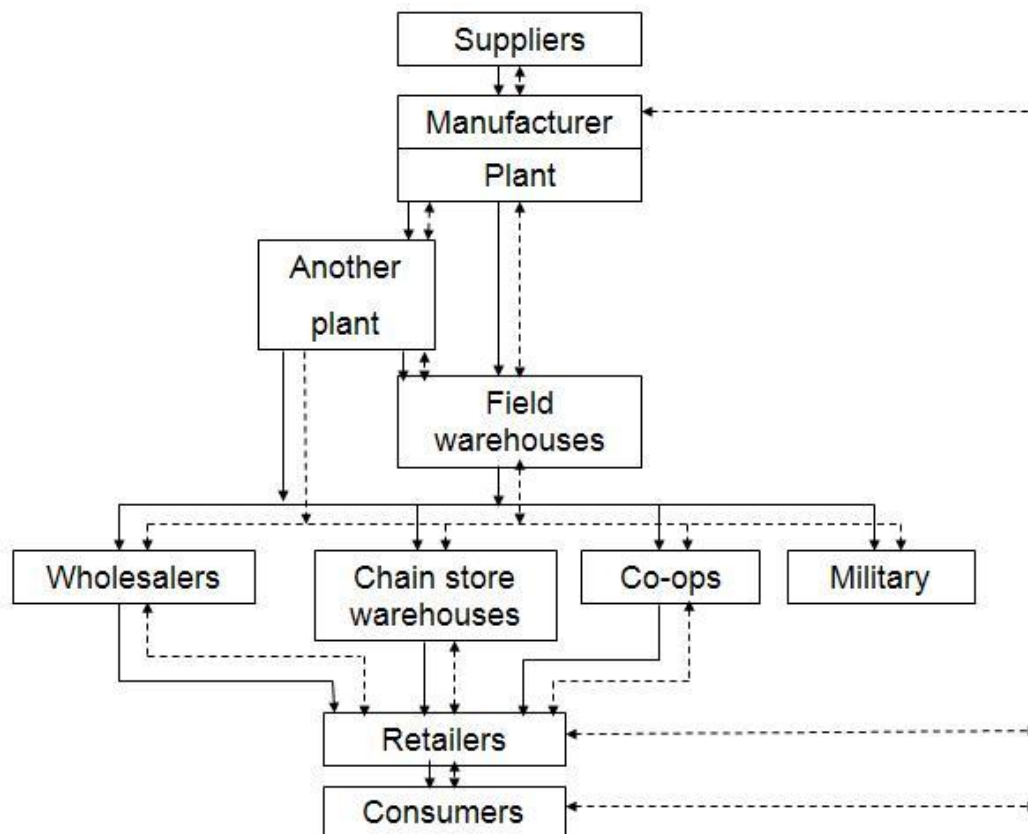 Suppliers
Manufacturer
Plant
Another
plant
Field
warehouses
Wholesalers
Chain store
warehouses
Co-ops
Military
Retailers
Consumers